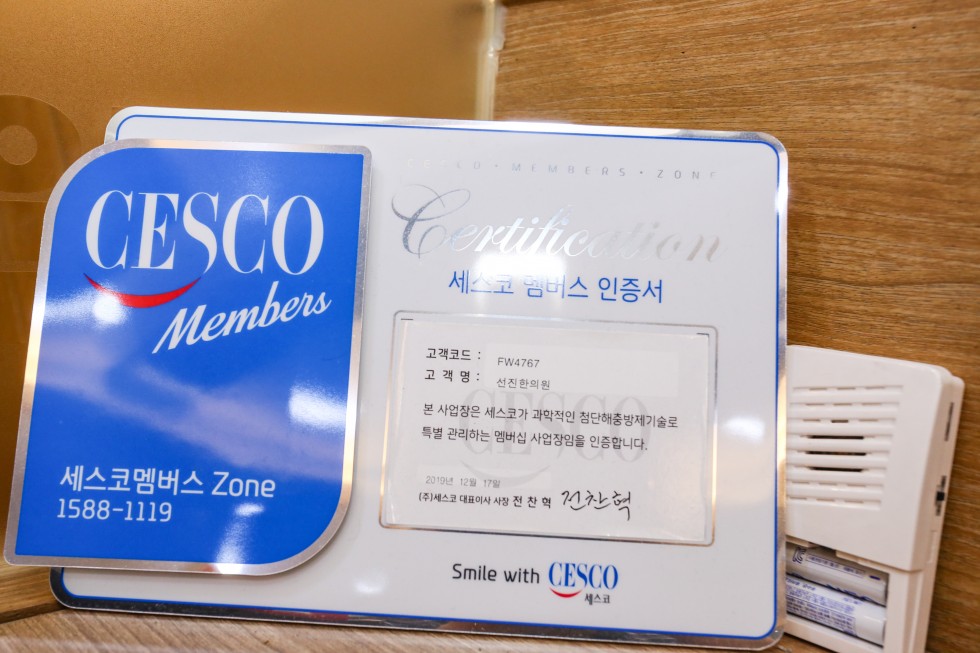 CESCO
Members
세스코멤버스 Zone
1588-1119
CESCO · MEMBERS · ZONE
Certification
세스코 멤버스 인증서
고객코드 : FW4767
고 객 명 : 선진한의원
본 사업장은 세스코가 과학적인 첨단해충방제기술로
특별 관리하는 멤버십 사업장임을 인증합니다.
CESCO
2019년 12월 17일
(주)세스코 대표이사 사장 전 찬 혁 전찬혁
Smile with CESCO
세스코